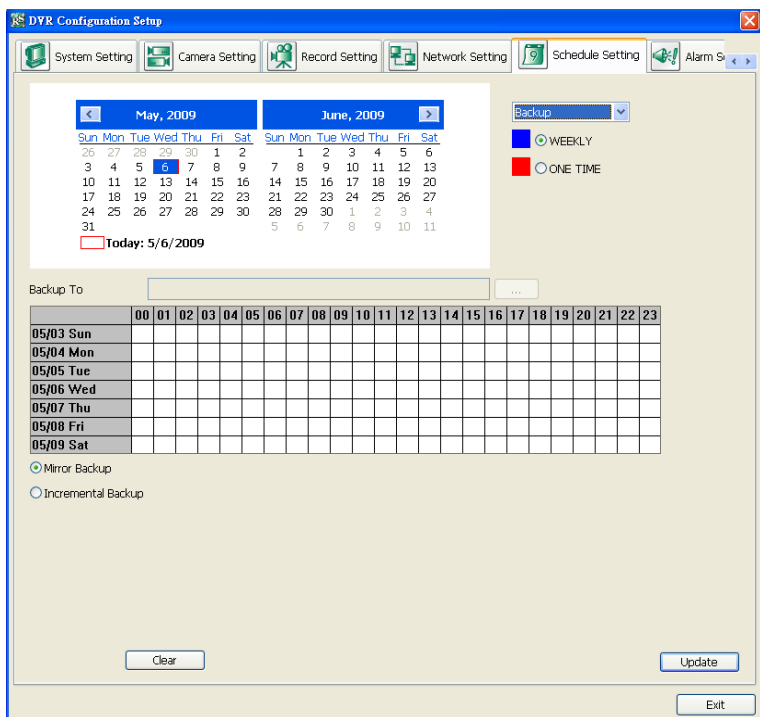 DVR Configuration Setup
System Setting Camera Setting Record Setting Network Setting Schedule Setting Alarm
May, 2009 June, 2009
Sun Mon Tue Wed Thu Fri Sat Sun Mon Tue Wed Thu Fri Sat
26 27 28 29 30 1 2 1 2 3 4 5 6
3 4 5 6 7 8 9 7 8 9 10 11 12 13
10 11 12 13 14 15 16 14 15 16 17 18 19 20
17 18 19 20 21 22 23 21 22 23 24 25 26 27
24 25 26 27 28 29 30 28 29 30 1 2 3 4
31 5 6 7 8 9 10 11
Today: 5/6/2009
Backup
WEEKLY
ONE TIME
Backup To ...
00 01 02 03 04 05 06 07 08 09 10 11 12 13 14 15 16 17 18 19 20 21 22 23
05/03 Sun
05/04 Mon
05/05 Tue
05/06 Wed
05/07 Thu
05/08 Fri
05/09 Sat
Mirror Backup
Incremental Backup
Clear Update
Exit